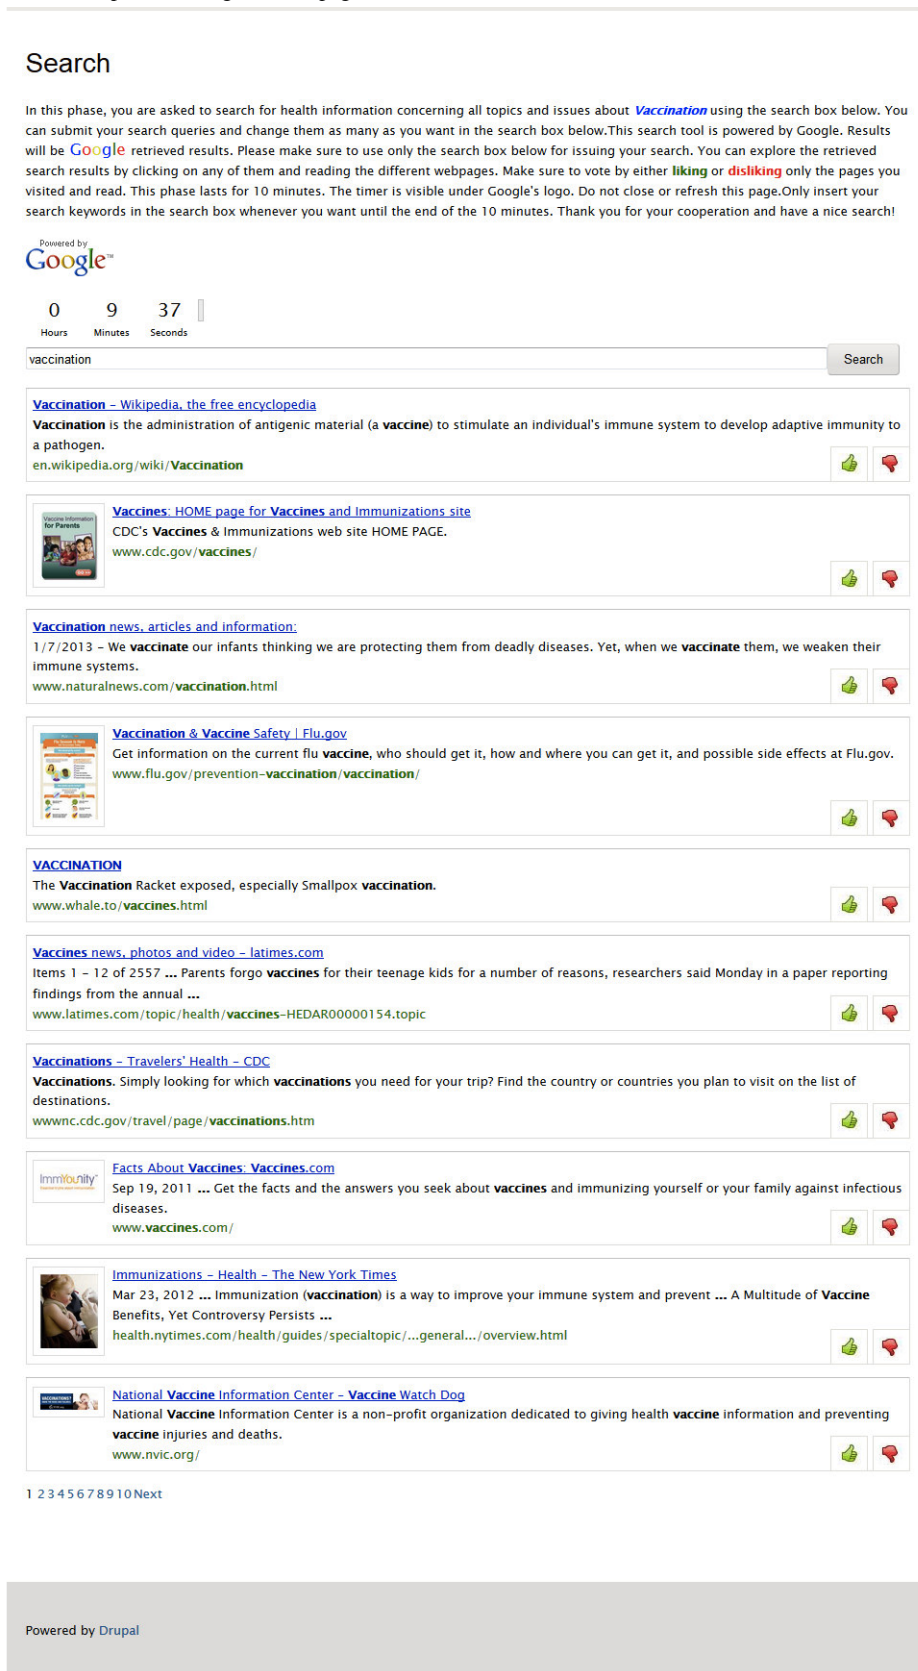 Search
In this phase, you are asked to search for health information concerning all topics and issues about Vaccination using the search box below. You
can submit your search queries and change them as many as you want in the search box below.This search tool is powered by Google. Results
will be Google retrieved results. Please make sure to use only the search box below for issuing your search. You can explore the retrieved
search results by clicking on any of them and reading the different webpages. Make sure to vote by either liking or disliking only the pages you
visited and read. This phase lasts for 10 minutes. The timer is visible under Google's logo. Do not close or refresh this page.Only insert your
search keywords in the search box whenever you want until the end of the 10 minutes. Thank you for your cooperation and have a nice search!
Powered by
Google™
0 9 37
Hours Minutes Seconds
vaccination Search
Vaccination - Wikipedia, the free encyclopedia
Vaccination is the administration of antigenic material (a vaccine) to stimulate an individual's immune system to develop adaptive immunity to
a pathogen.
en.wikipedia.org/wiki/Vaccination
Vaccine Information
for Parents
Vaccines: HOME page for Vaccines and Immunizations site
CDC's Vaccines & Immunizations web site HOME PAGE.
www.cdc.gov/vaccines/
Vaccination news, articles and information:
1/7/2013 - We vaccinate our infants thinking we are protecting them from deadly diseases. Yet, when we vaccinate them, we weaken their
immune systems.
www.naturalnews.com/vaccination.html
Vaccination & Vaccine Safety | Flu.gov
Get information on the current flu vaccine, who should get it, how and where you can get it, and possible side effects at Flu.gov.
www.flu.gov/prevention-vaccination/vaccination/
VACCINATION
The Vaccination Racket exposed, especially Smallpox vaccination.
www.whale.to/vaccines.html
Vaccines news, photos and video - latimes.com
Items 1 - 12 of 2557 ... Parents forgo vaccines for their teenage kids for a number of reasons, researchers said Monday in a paper reporting
findings from the annual ...
www.latimes.com/topic/health/vaccines-HEDAR00000154.topic
Vaccinations - Travelers' Health - CDC
Vaccinations. Simply looking for which vaccinations you need for your trip? Find the country or countries you plan to visit on the list of
destinations.
wwwnc.cdc.gov/travel/page/vaccinations.htm
ImmYounity™
Facts About Vaccines: Vaccines.com
Sep 19, 2011 ... Get the facts and the answers you seek about vaccines and immunizing yourself or your family against infectious
diseases.
www.vaccines.com/
Immunizations - Health - The New York Times
Mar 23, 2012 ... Immunization (vaccination) is a way to improve your immune system and prevent ... A Multitude of Vaccine
Benefits, Yet Controversy Persists ...
health.nytimes.com/health/guides/specialtopic/...general.../overview.html
VACCINATIONS?
National Vaccine Information Center - Vaccine Watch Dog
National Vaccine Information Center is a non-profit organization dedicated to giving health vaccine information and preventing
vaccine injuries and deaths.
www.nvic.org/
1 2 3 4 5 6 7 8 9 10 Next
Powered by Drupal